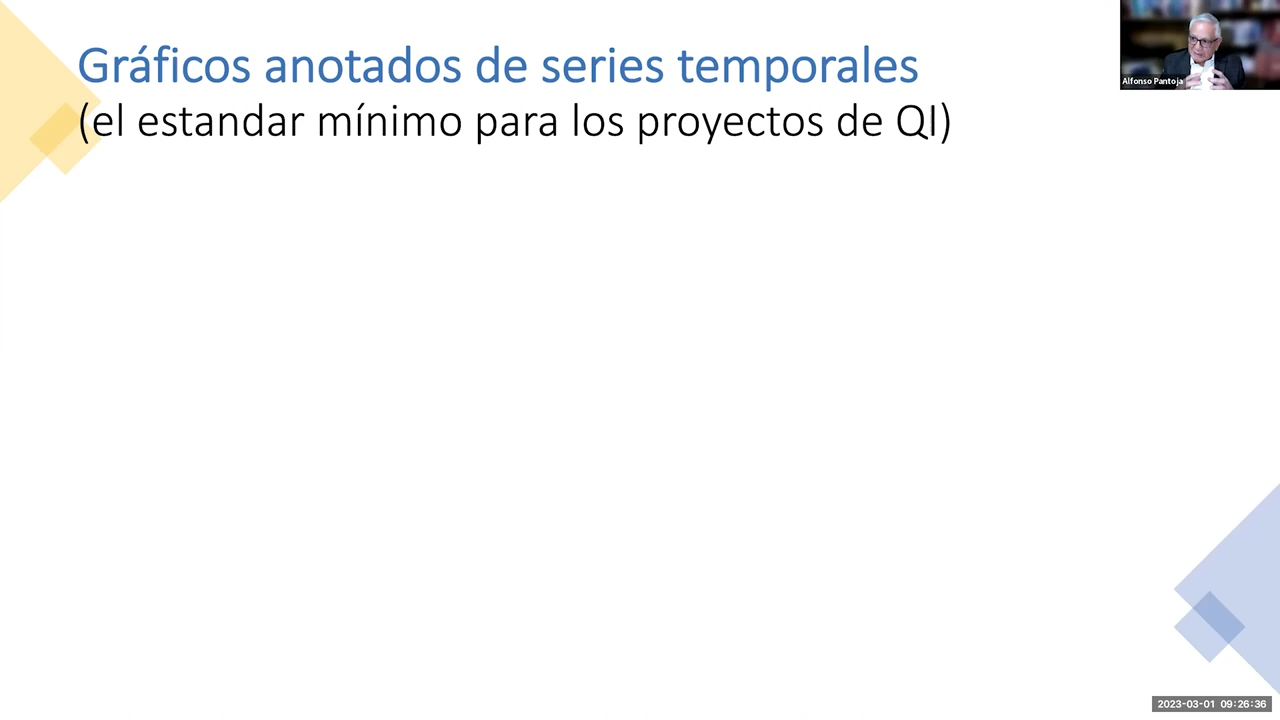 Gráficos anotados de series temporales
(el estandar mínimo para los proyectos de QI)
Alfonso Pantoja
2023-03-01 09:26:36